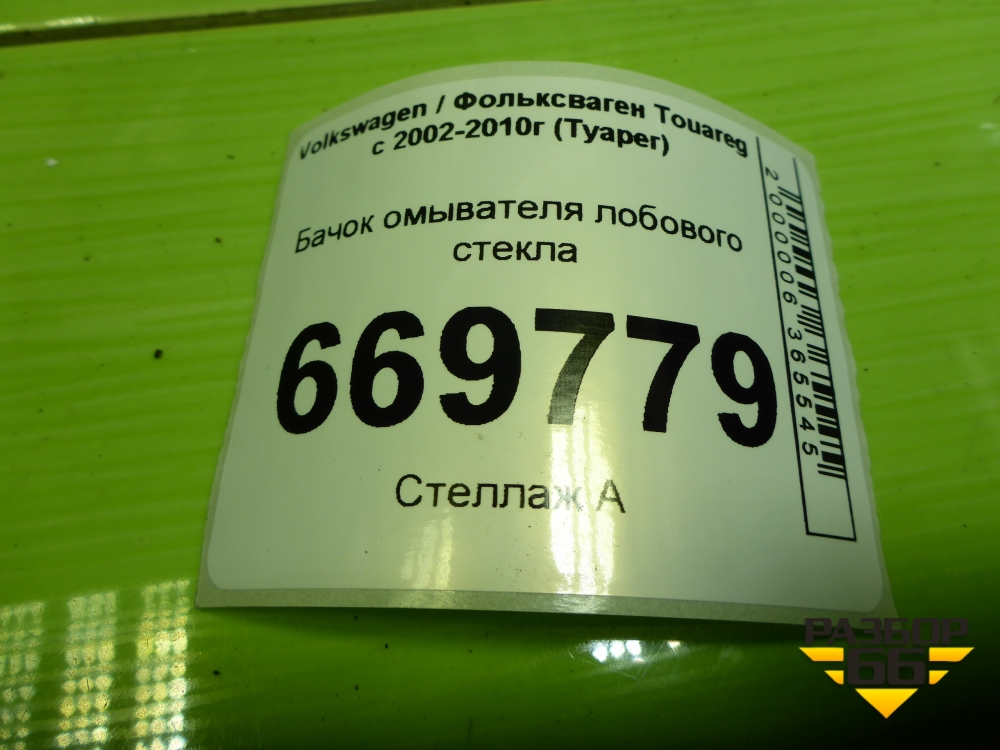 Volkswagen / Фольксваген Touareg
с 2002-2010г (Туарег)
Бачок омывателя лобового
стекла
669779
Стеллаж А
2000006365545
РАЗБОР
66